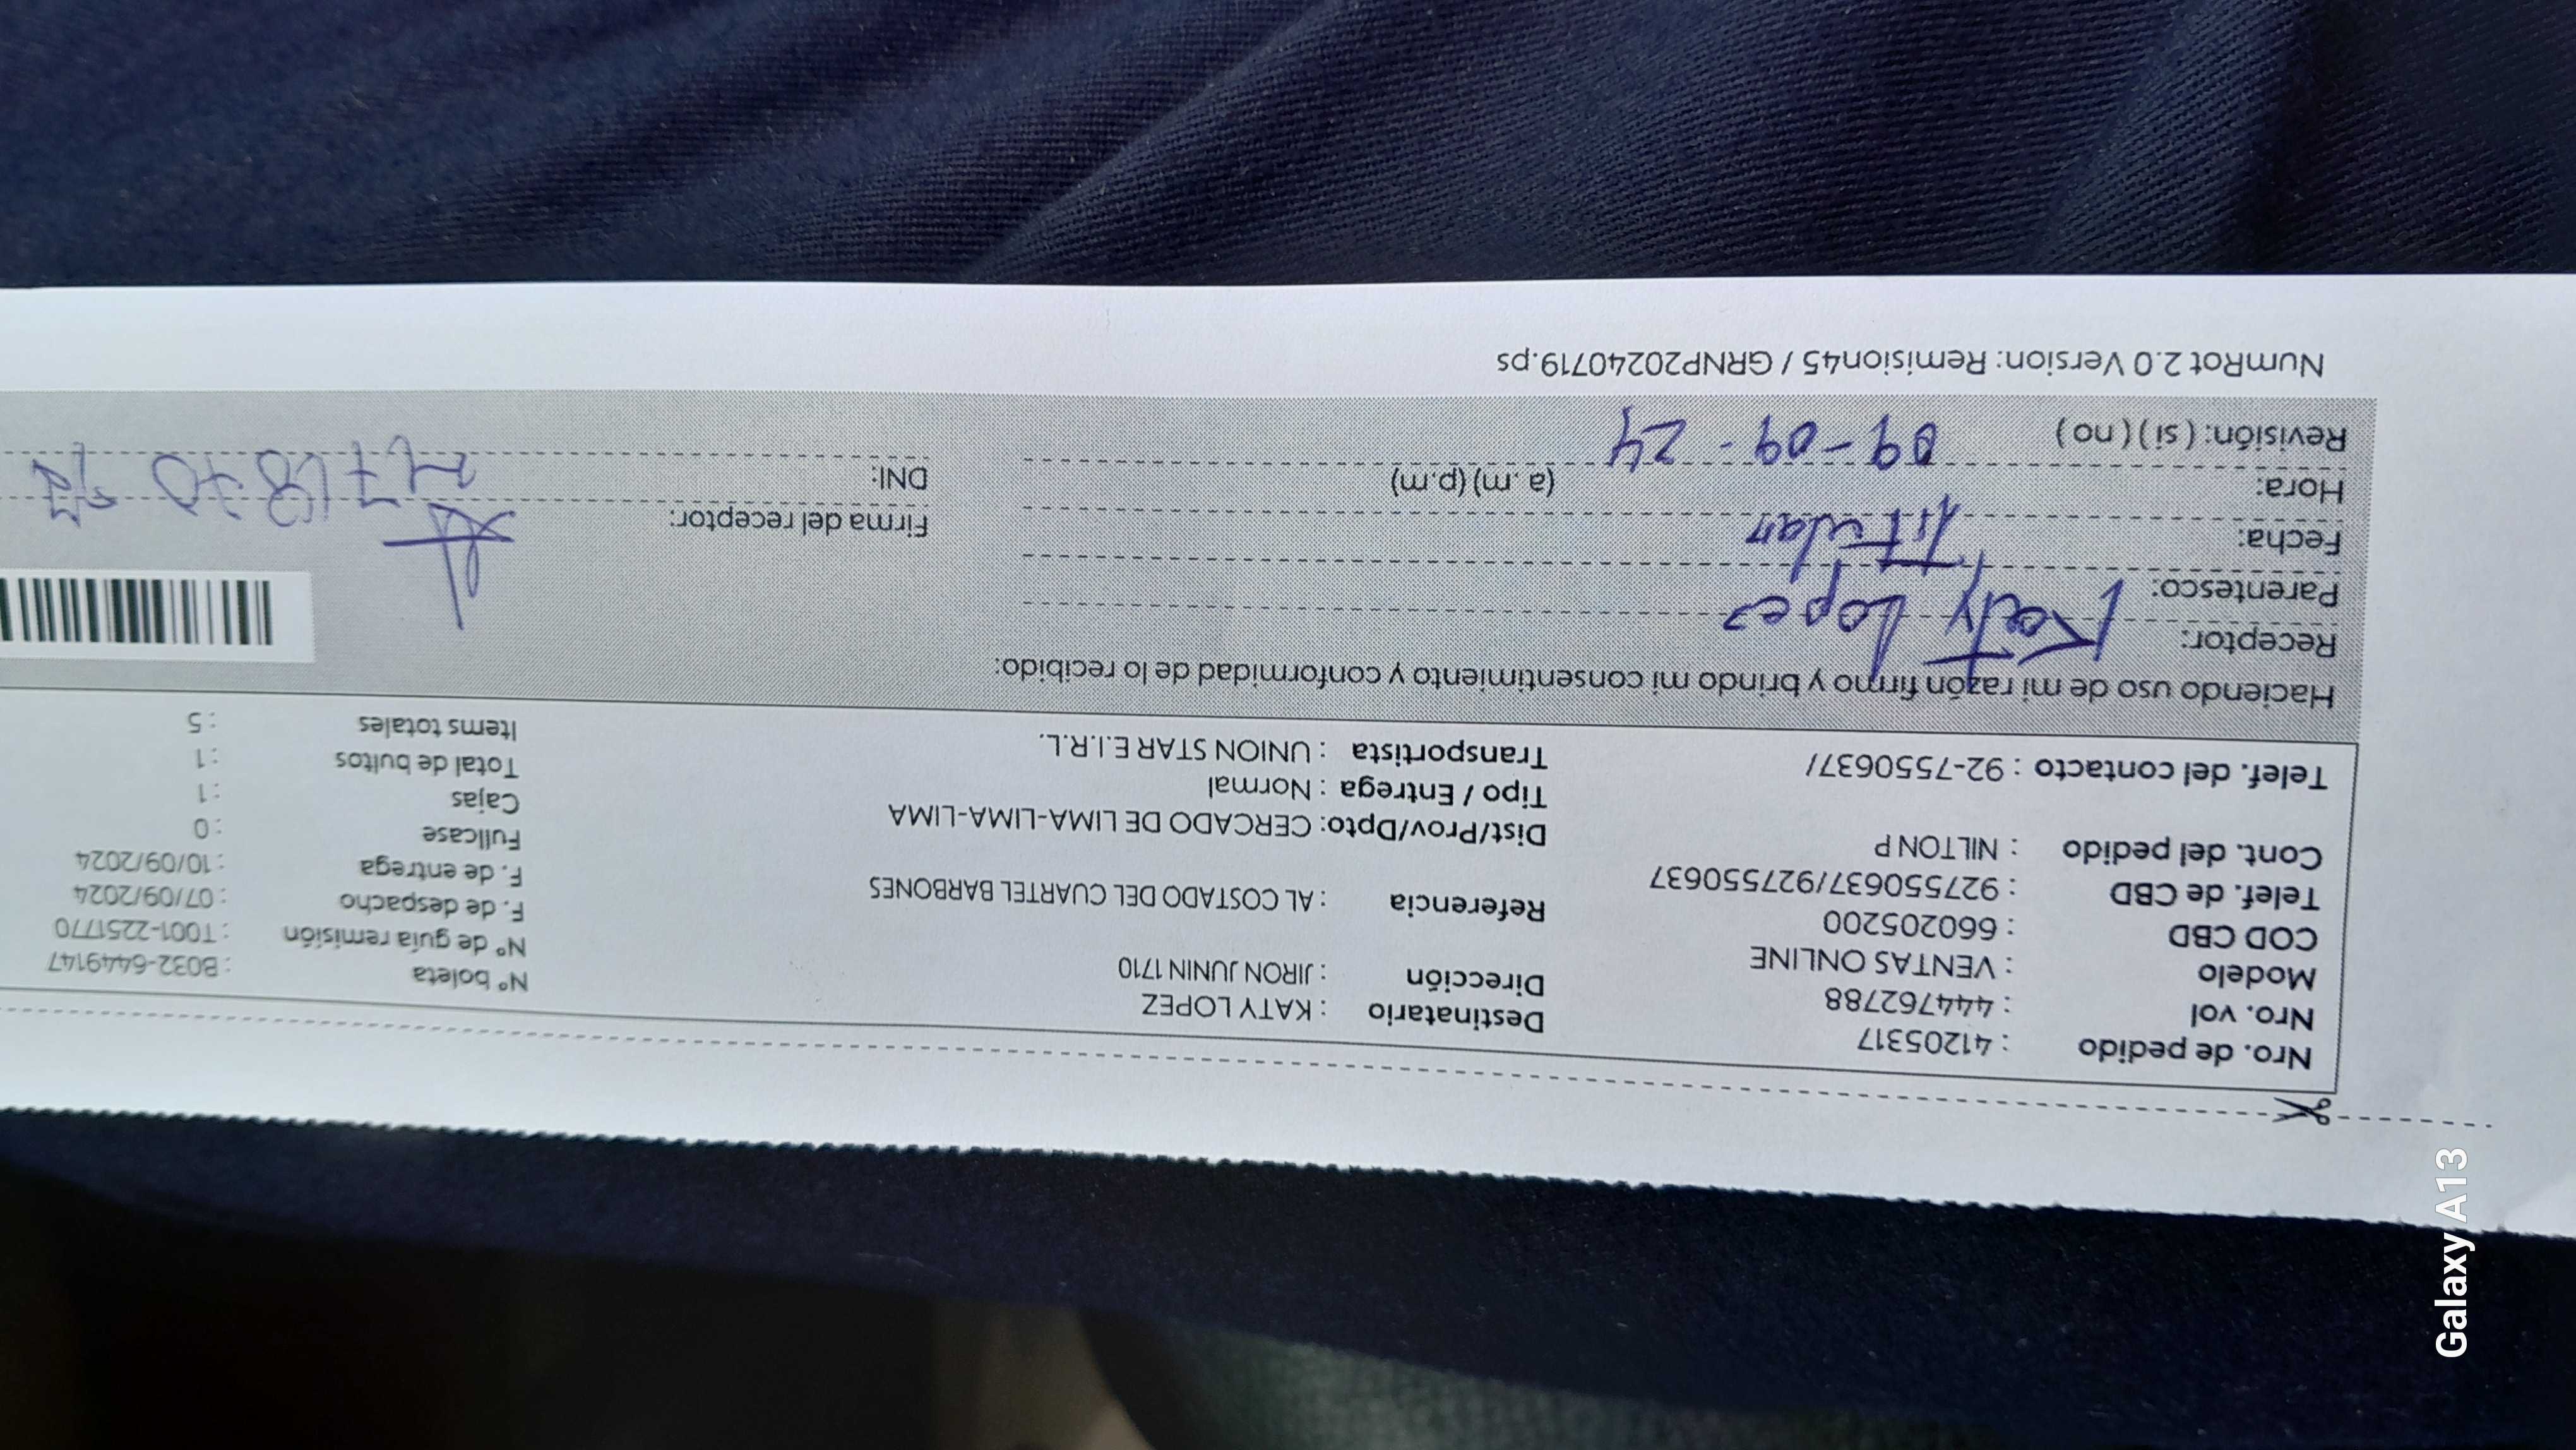 Nro. de pedido : 41205317
Nro. vol : 444762788
Modelo : VENTAS ONLINE
COD CBD : 660205200
Telef. de CBD : 927550637/927550637
Cont. del pedido : NILTON P
Telef. del contacto : 92-7550637/
Destinatario : KATY LOPEZ
Dirección : JIRON JUNIN 1710
Referencia : AL COSTADO DEL CUARTEL BARBONES
Dist/Prov/Dpto: CERCADO DE LIMA-LIMA-LIMA
Tipo / Entrega : Normal
Transportista : UNION STAR E.I.R.L.
Nº boleta : B032-6449147
Nº de guía remisión : T001-2251770
F. de despacho : 07/09/2024
F. de entrega : 10/09/2024
Fullcase : 0
Cajas : 1
Total de bultos : 1
Items totales : 5
Haciendo uso de mi razón firmo y brindo mi consentimiento y conformidad de lo recibido:
Receptor: Katy Lopez
Parentesco: Titular
Fecha:
Hora: (a .m) (p.m)
Revisión: ( si ) ( no ) 09-09-24
Firma del receptor:
DNI:
NumRot 2.0 Version: Remision45 / GRNP20240719.ps
Galaxy A13